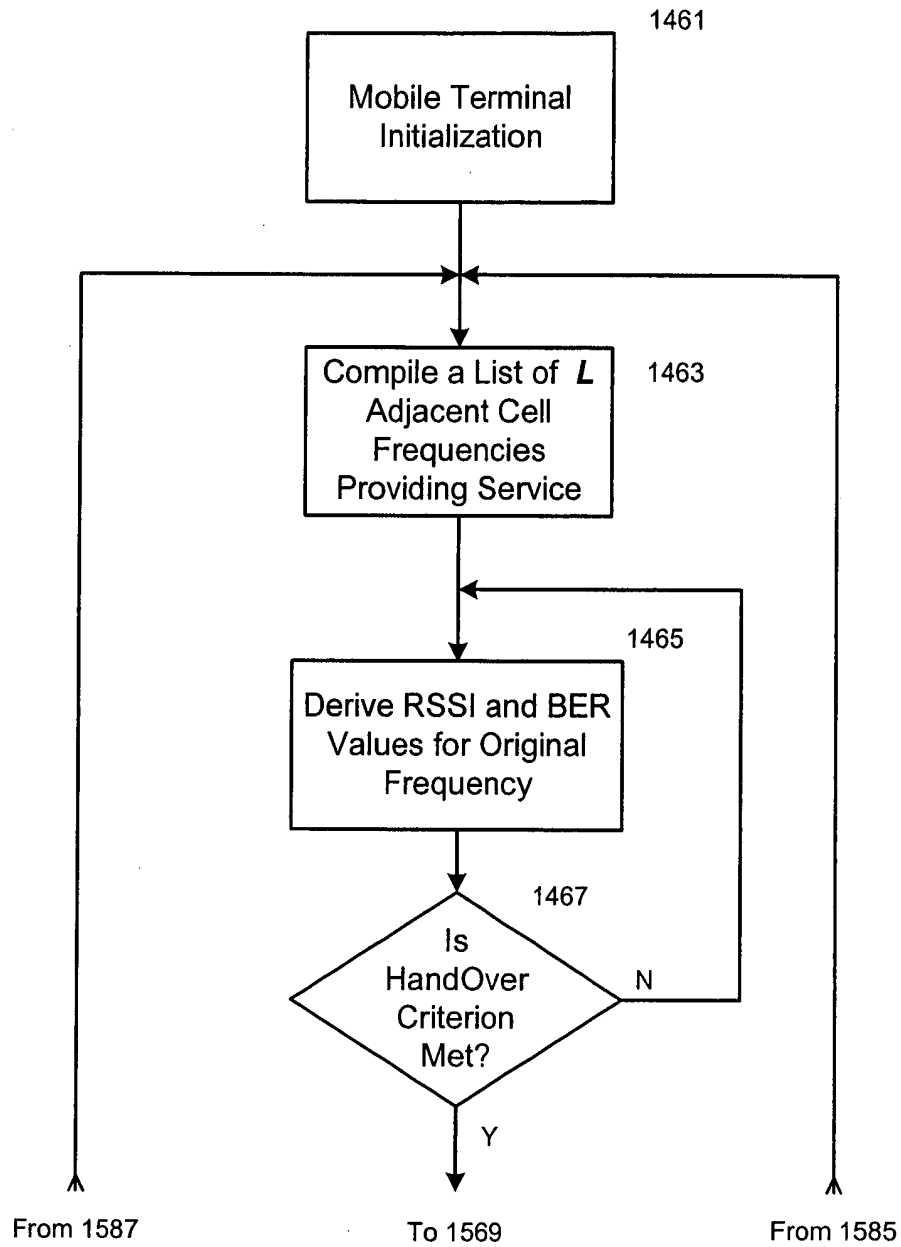 1461
Mobile Terminal
Initialization
Compile a List of L
Adjacent Cell
Frequencies
Providing Service
1463
1465
Derive RSSI and BER
Values for Original
Frequency
1467
Is
HandOver
Criterion
Met?
N
Y
From 1587
To 1569
From 1585